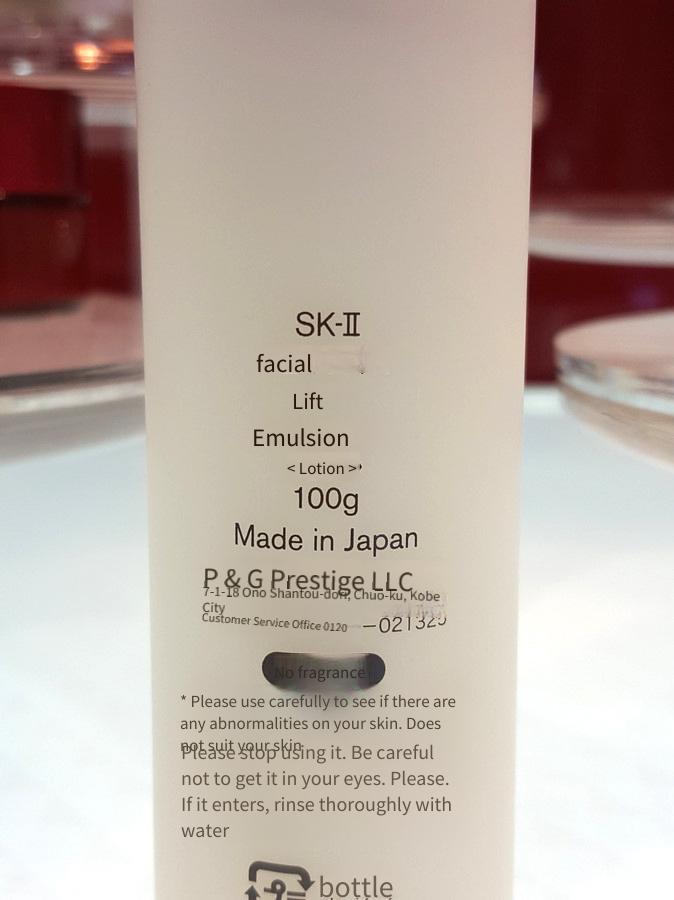 SK-II
facial
Lift
Emulsion
< Lotion >
100g
Made in Japan
P & G Prestige LLC
7-1-18 Ono Shantou-dori, Chuo-ku, Kobe
City
Customer Service Office 0120 -021325
No fragrance
* Please use carefully to see if there are
any abnormalities on your skin. Does
not suit your skin
Please stop using it. Be careful
not to get it in your eyes. Please.
If it enters, rinse thoroughly with
water
bottle